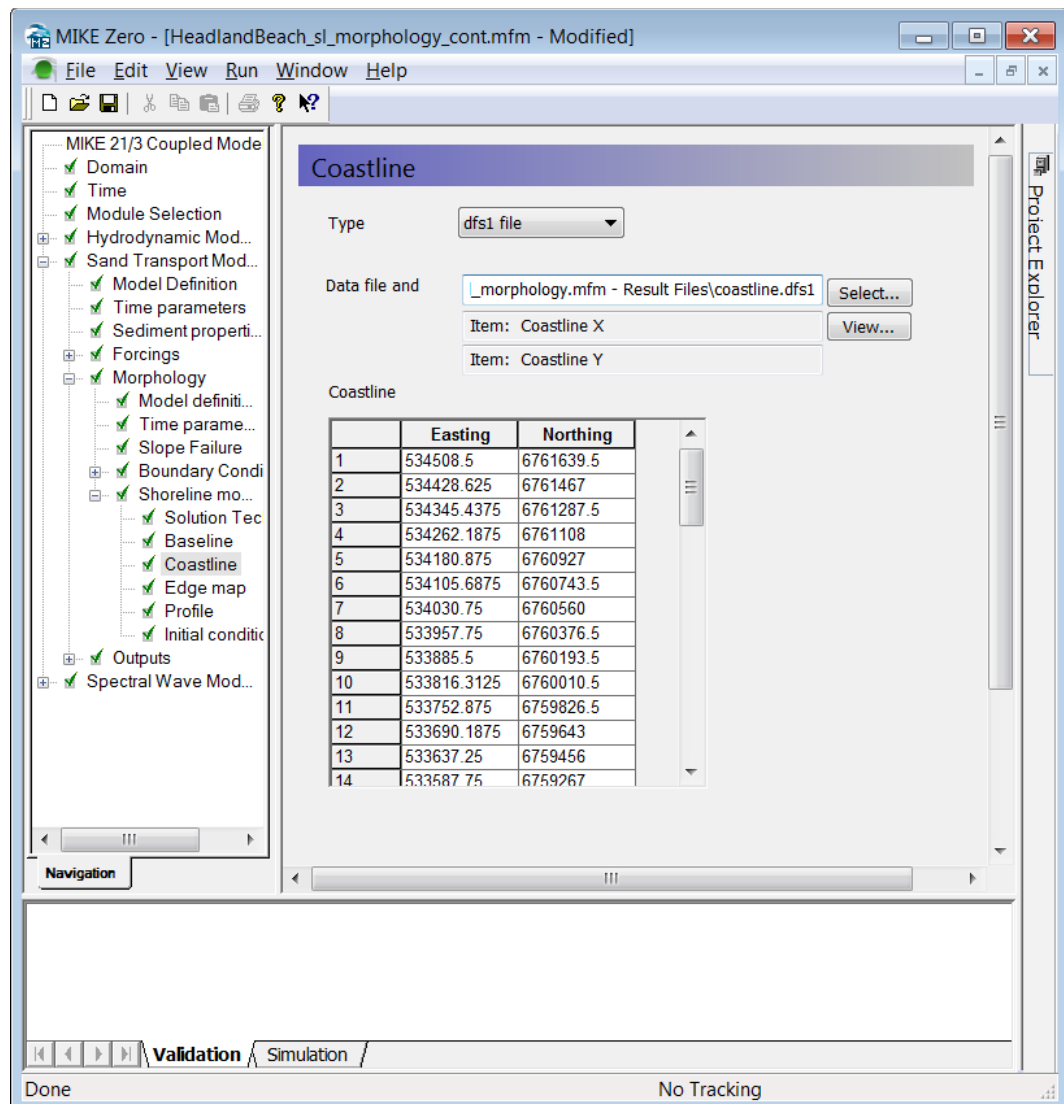 MIKE Zero - [HeadlandBeach_sl_morphology_cont.mfm - Modified]
File Edit View Run Window Help
MIKE 21/3 Coupled Mode
Domain
Time
Module Selection
Hydrodynamic Mod...
Sand Transport Mod...
Model Definition
Time parameters
Sediment properti...
Forcings
Morphology
Model definiti...
Time parame...
Slope Failure
Boundary Condi
Shoreline mo...
Solution Tec
Baseline
Coastline
Edge map
Profile
Initial conditic
Outputs
Spectral Wave Mod...
Navigation
Coastline
Type dfs1 file
Data file and _morphology.mfm - Result Files\coastline.dfs1 Select...
Item: Coastline X View...
Item: Coastline Y
Coastline
Easting Northing
1 534508.5 6761639.5
2 534428.625 6761467
3 534345.4375 6761287.5
4 534262.1875 6761108
5 534180.875 6760927
6 534105.6875 6760743.5
7 534030.75 6760560
8 533957.75 6760376.5
9 533885.5 6760193.5
10 533816.3125 6760010.5
11 533752.875 6759826.5
12 533690.1875 6759643
13 533637.25 6759456
14 533587.75 6759267
Project Explorer
Validation Simulation
Done No Tracking